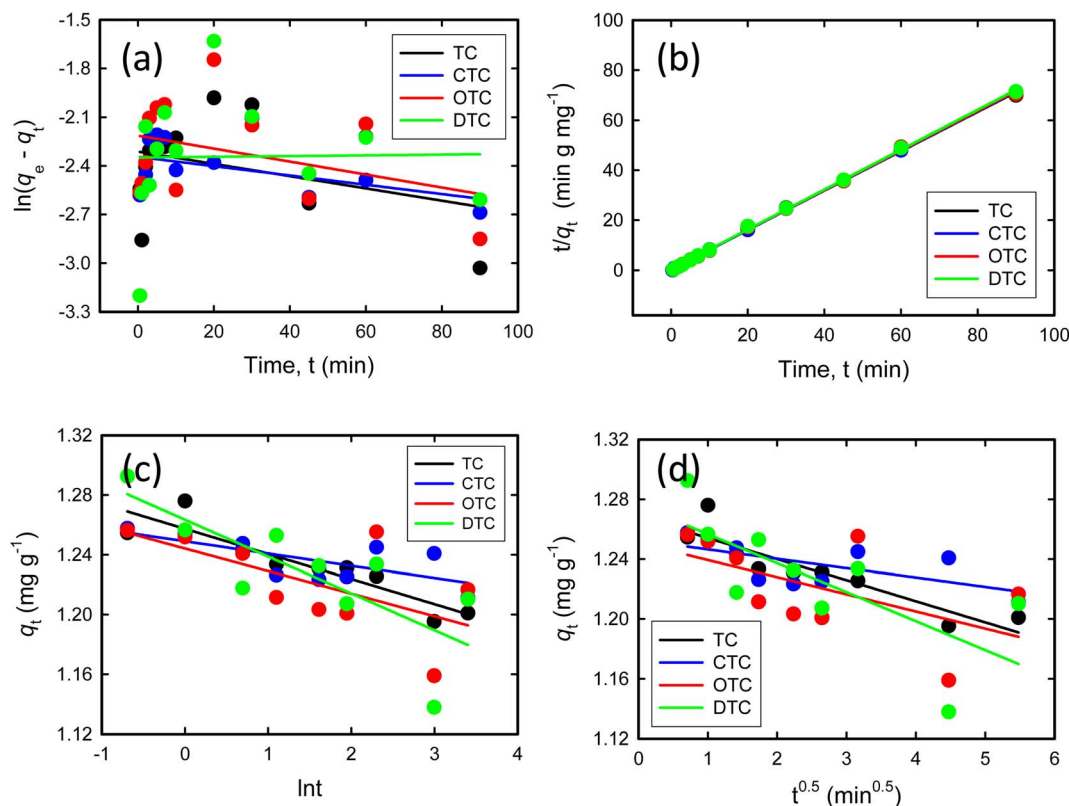 (a)
-1.5
-1.8
-2.1
-2.4
-2.7
-3.0
-3.3
ln(qe - qt)
TC
CTC
OTC
DTC
0 20 40 60 80 100
Time, t (min)
(b)
80
60
40
20
0
t/qt (min g mg-1)
TC
CTC
OTC
DTC
0 20 40 60 80 100
Time, t (min)
(c)
1.32
1.28
1.24
1.20
1.16
1.12
qt (mg g-1)
TC
CTC
OTC
DTC
-1 0 1 2 3 4
lnt
(d)
1.32
1.28
1.24
1.20
1.16
1.12
qt (mg g-1)
TC
CTC
OTC
DTC
0 1 2 3 4 5 6
t0.5 (min0.5)